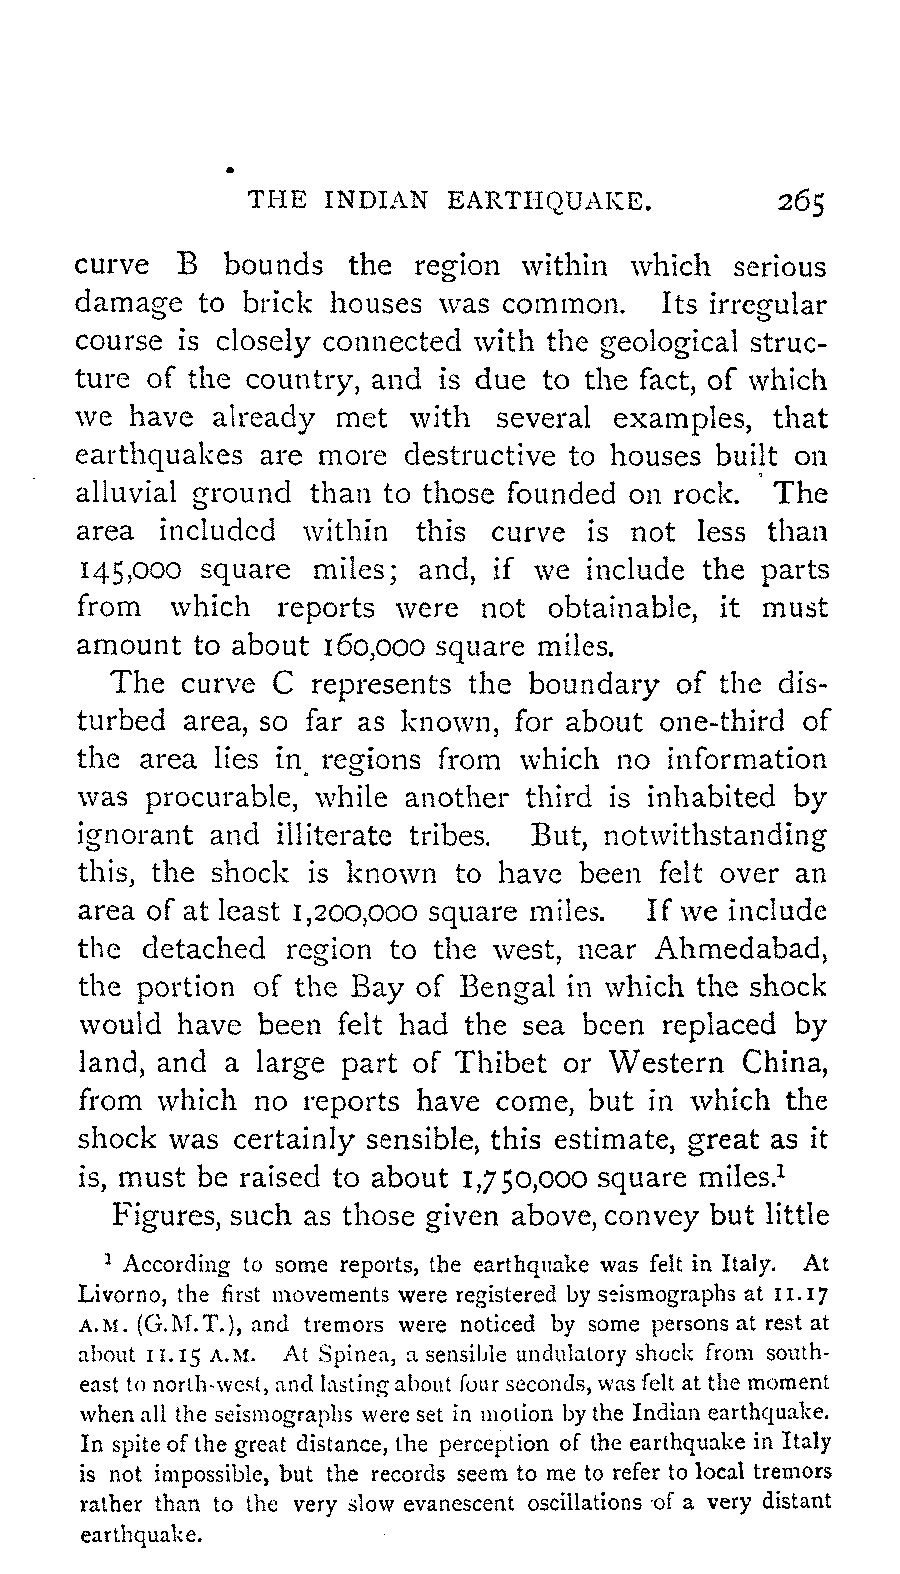 THE INDIAN EARTHQUAKE. 265
curve B bounds the region within which serious
damage to brick houses was common. Its irregular
course is closely connected with the geological struc-
ture of the country, and is due to the fact, of which
we have already met with several examples, that
earthquakes are more destructive to houses built on
alluvial ground than to those founded on rock. The
area included within this curve is not less than
145,000 square miles; and, if we include the parts
from which reports were not obtainable, it must
amount to about 160,000 square miles.
The curve C represents the boundary of the dis-
turbed area, so far as known, for about one-third of
the area lies in regions from which no information
was procurable, while another third is inhabited by
ignorant and illiterate tribes. But, notwithstanding
this, the shock is known to have been felt over an
area of at least 1,200,000 square miles. If we include
the detached region to the west, near Ahmedabad,
the portion of the Bay of Bengal in which the shock
would have been felt had the sea been replaced by
land, and a large part of Thibet or Western China,
from which no reports have come, but in which the
shock was certainly sensible, this estimate, great as it
is, must be raised to about 1,750,000 square miles.¹
Figures, such as those given above, convey but little
¹ According to some reports, the earthquake was felt in Italy. At
Livorno, the first movements were registered by seismographs at 11.17
A.M. (G.M.T.), and tremors were noticed by some persons at rest at
about 11.15 A.M. At Spinea, a sensible undulatory shock from south-
east to north-west, and lasting about four seconds, was felt at the moment
when all the seismographs were set in motion by the Indian earthquake.
In spite of the great distance, the perception of the earthquake in Italy
is not impossible, but the records seem to me to refer to local tremors
rather than to the very slow evanescent oscillations of a very distant
earthquake.